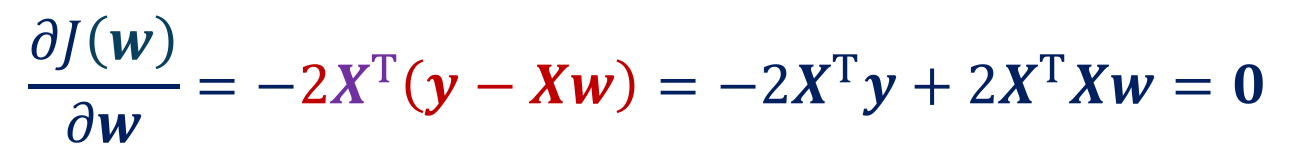 ∂J(w)/∂w = −2Xᵀ(y − Xw) = −2Xᵀy + 2XᵀXw = 0